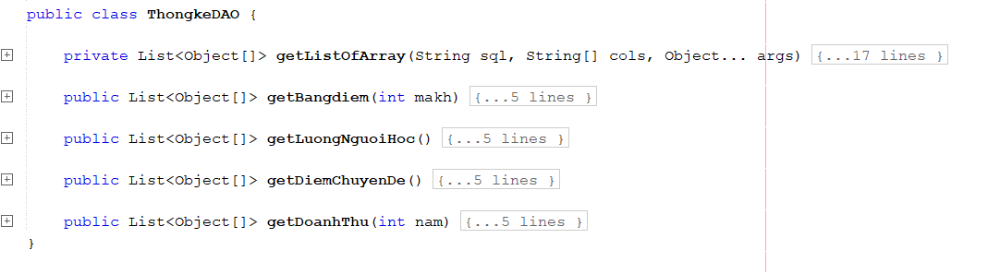 public class ThongkeDAO {
private List<Object[]> getListOfArray(String sql, String[] cols, Object... args) {...17 lines }
public List<Object[]> getBangdiem(int makh) {...5 lines }
public List<Object[]> getLuongNguoiHoc() {...5 lines }
public List<Object[]> getDiemChuyenDe() {...5 lines }
public List<Object[]> getDoanhThu(int nam) {...5 lines }
}